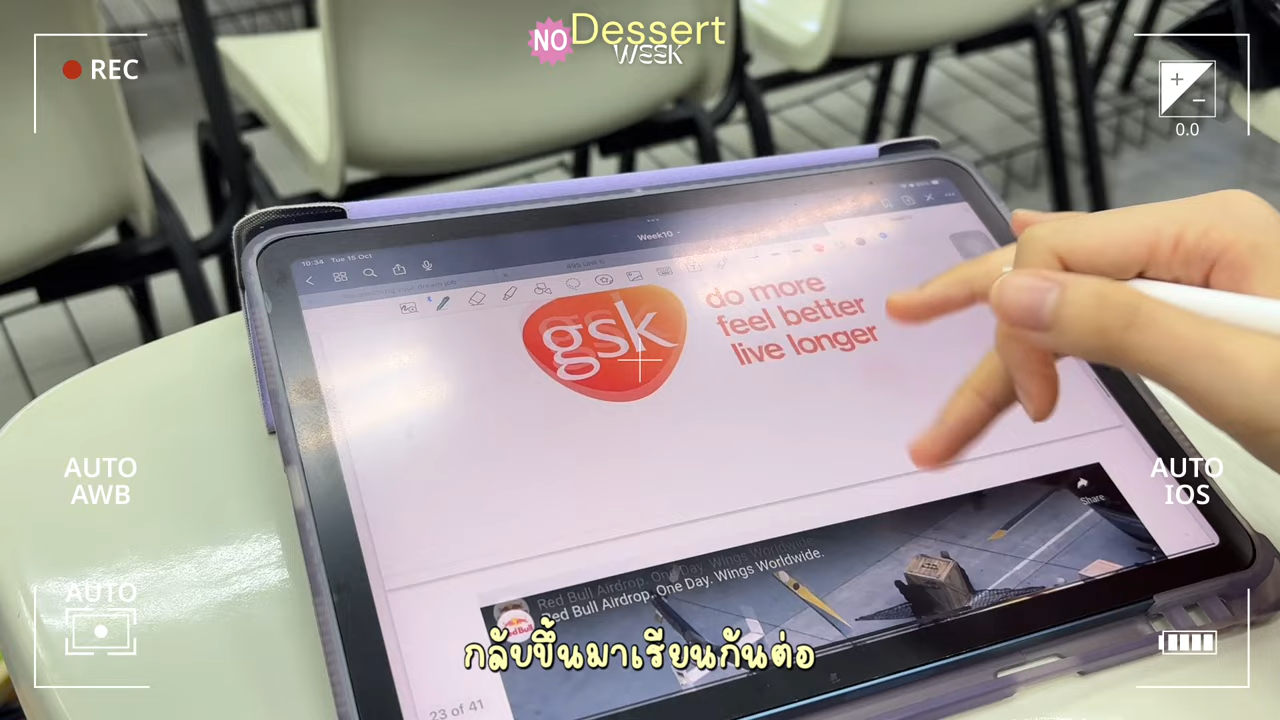 NO Dessert
WEEK
REC
0.0
10:34 Tue 15 Oct
Week10
gsk
do more
feel better
live longer
AUTO
AWB
AUTO
IOS
Share
Red Bull Airdrop. One Day. Wings Worldwide.
Red Bull Airdrop. One Day. Wings Worldwide.
Red Bull
AUTO
กลับขึ้นมาเรียนกันต่อ
23 of 41